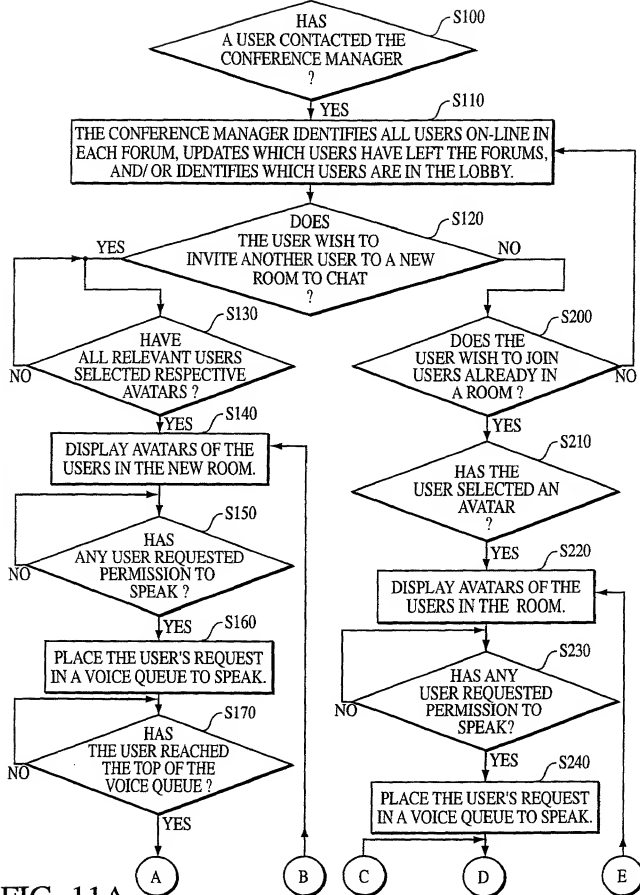 HAS
A USER CONTACTED THE
CONFERENCE MANAGER
?
S100
YES
S110
THE CONFERENCE MANAGER IDENTIFIES ALL USERS ON-LINE IN
EACH FORUM, UPDATES WHICH USERS HAVE LEFT THE FORUMS,
AND/ OR IDENTIFIES WHICH USERS ARE IN THE LOBBY.
DOES
THE USER WISH TO
INVITE ANOTHER USER TO A NEW
ROOM TO CHAT
?
S120
YES
NO
S130
HAVE
ALL RELEVANT USERS
SELECTED RESPECTIVE
AVATARS ?
NO
YES
S140
DISPLAY AVATARS OF THE
USERS IN THE NEW ROOM.
S150
HAS
ANY USER REQUESTED
PERMISSION TO
SPEAK ?
NO
YES
S160
PLACE THE USER'S REQUEST
IN A VOICE QUEUE TO SPEAK.
S170
HAS
THE USER REACHED
THE TOP OF THE
VOICE QUEUE ?
NO
YES
A
B
S200
DOES THE
USER WISH TO JOIN
USERS ALREADY IN
A ROOM ?
NO
YES
S210
HAS THE
USER SELECTED AN
AVATAR
?
YES
S220
DISPLAY AVATARS OF THE
USERS IN THE ROOM.
S230
HAS ANY
USER REQUESTED
PERMISSION TO
SPEAK?
NO
YES
S240
PLACE THE USER'S REQUEST
IN A VOICE QUEUE TO SPEAK.
C
D
E
FIG. 11A